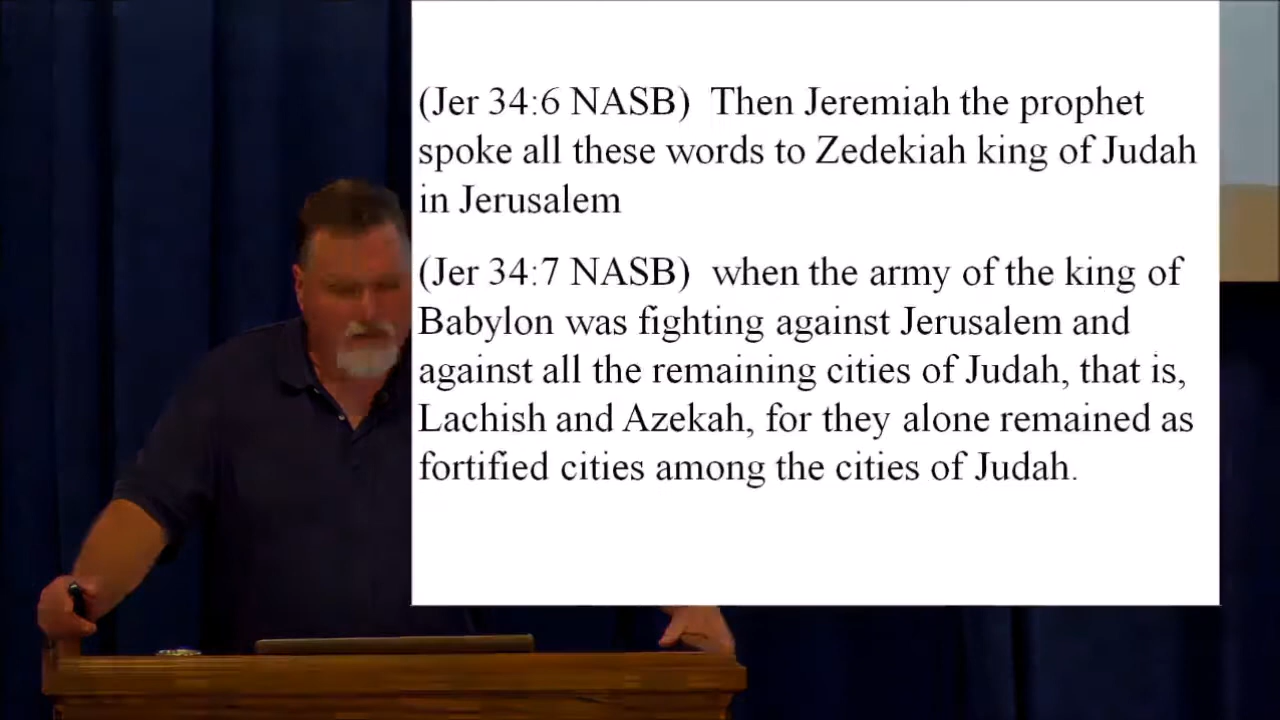 (Jer 34:6 NASB) Then Jeremiah the prophet
spoke all these words to Zedekiah king of Judah
in Jerusalem
(Jer 34:7 NASB) when the army of the king of
Babylon was fighting against Jerusalem and
against all the remaining cities of Judah, that is,
Lachish and Azekah, for they alone remained as
fortified cities among the cities of Judah.